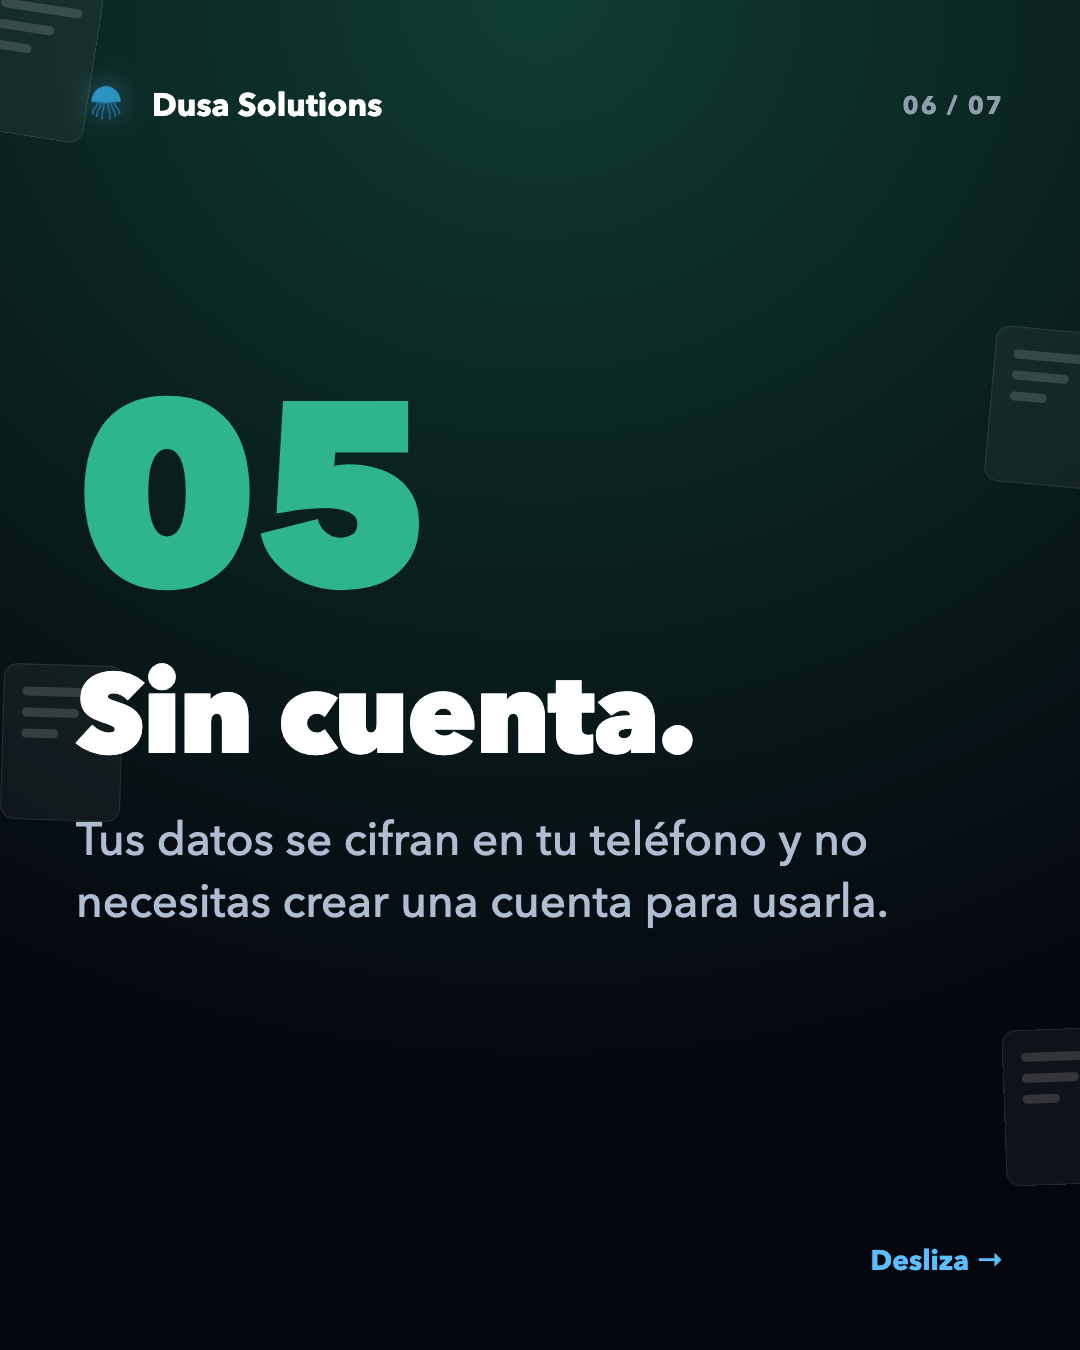 Dusa Solutions
06 / 07
05
Sin cuenta.
Tus datos se cifran en tu teléfono y no
necesitas crear una cuenta para usarla.
Desliza →